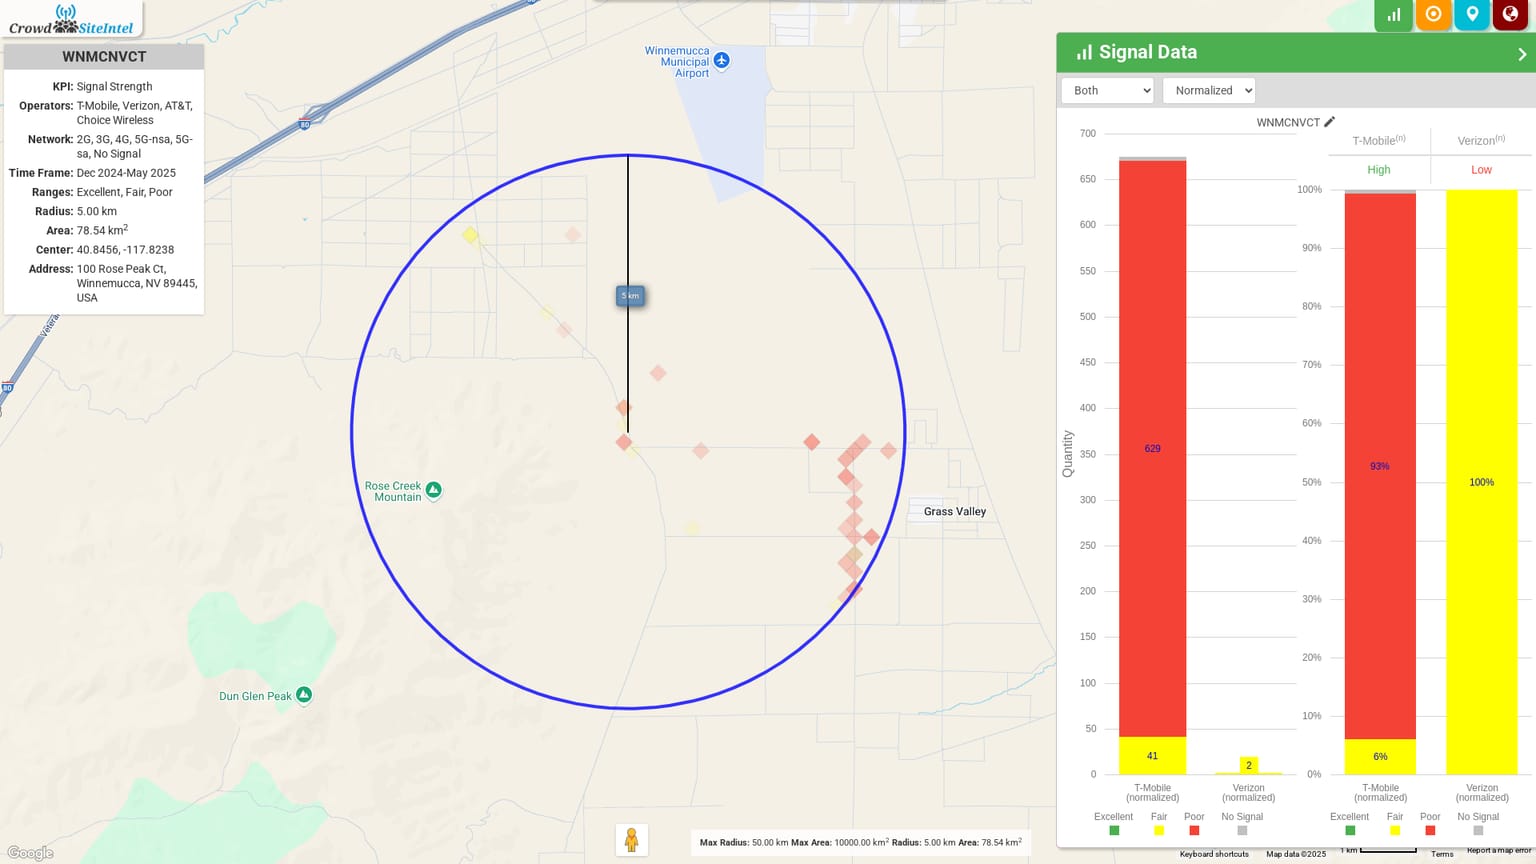 Crowd SiteIntel
WNMCNVCT
KPI: Signal Strength
Operators: T-Mobile, Verizon, AT&T,
Choice Wireless
Network: 2G, 3G, 4G, 5G-nsa, 5G-
sa, No Signal
Time Frame: Dec 2024-May 2025
Ranges: Excellent, Fair, Poor
Radius: 5.00 km
Area: 78.54 km2
Center: 40.8456, -117.8238
Address: 100 Rose Peak Ct,
Winnemucca, NV 89445,
USA
Winnemucca
Municipal
Airport
80
80
80
5 km
Rose Creek
Mountain
Grass Valley
Dun Glen Peak
Google
Max Radius: 50.00 km Max Area: 10000.00 km2 Radius: 5.00 km Area: 78.54 km2
Signal Data
Both
Normalized
WNMCNVCT
T-Mobile(n)
Verizon(n)
High
Low
Quantity
700
650
600
550
500
450
400
350
300
250
200
150
100
50
0
629
41
2
T-Mobile
(normalized)
Verizon
(normalized)
Excellent
Fair
Poor
No Signal
100%
90%
80%
70%
60%
50%
40%
30%
20%
10%
0%
93%
6%
100%
T-Mobile
(normalized)
Verizon
(normalized)
Excellent
Fair
Poor
No Signal
Keyboard shortcuts
Map data ©2025
1 km
Terms
Report a map error